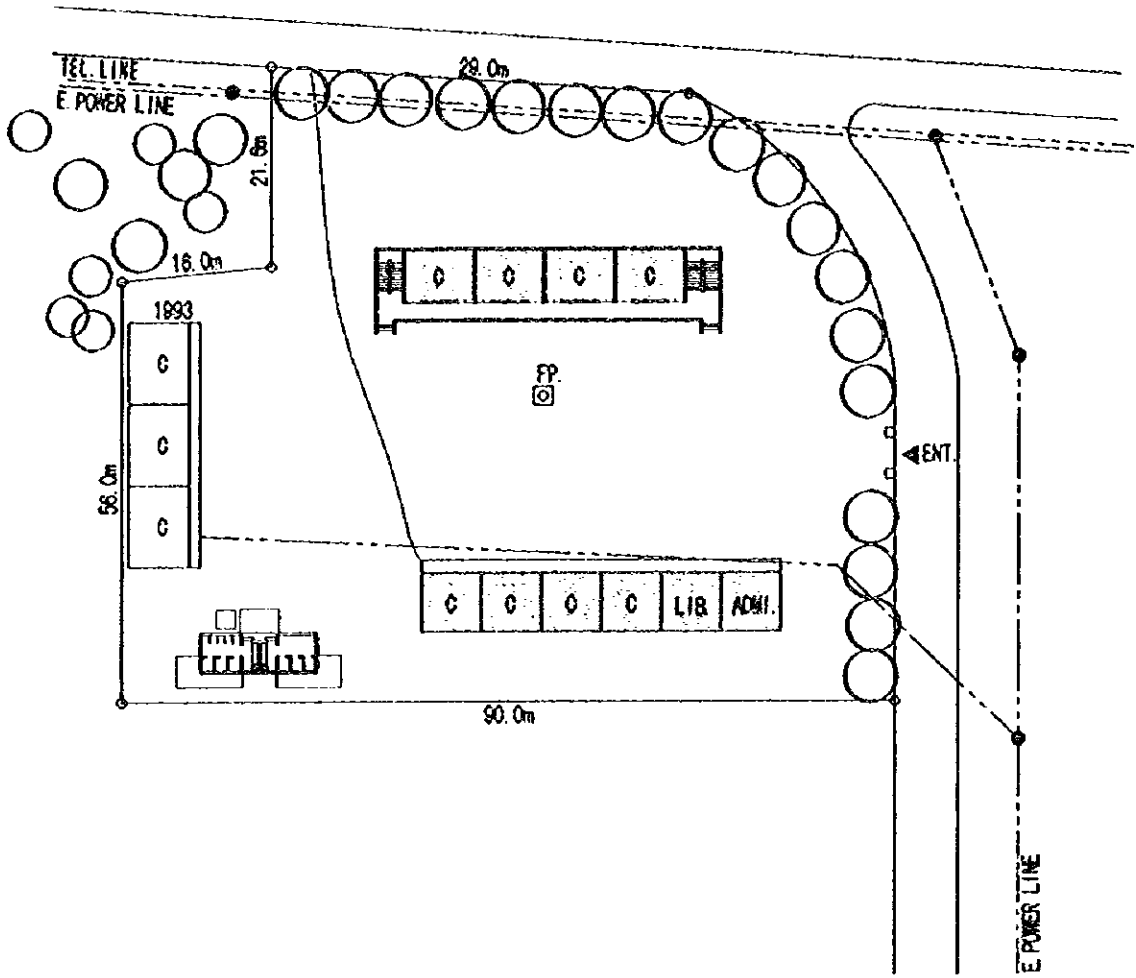 TEL. LINE
29.0m
E. POWER LINE
21.6m
16.0m
C C C C
1993
C
FP.
C
ENT.
56.0m
C
C C C C LIB. ADMI.
90.0m
E. POWER LINE